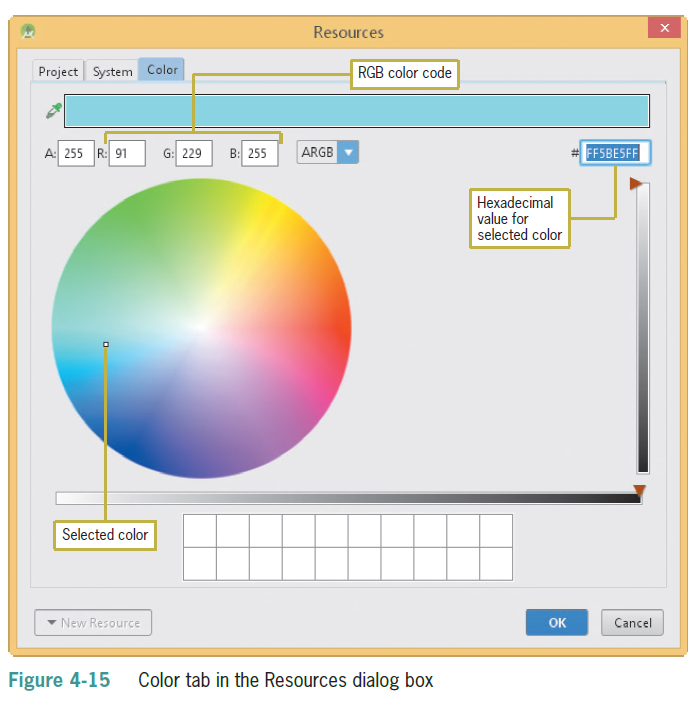 Resources
Project System Color
RGB color code
A: 255 R: 91 G: 229 B: 255 ARGB # FF5BE5FF
Hexadecimal
value for
selected color
Selected color
New Resource OK Cancel
Figure 4-15 Color tab in the Resources dialog box